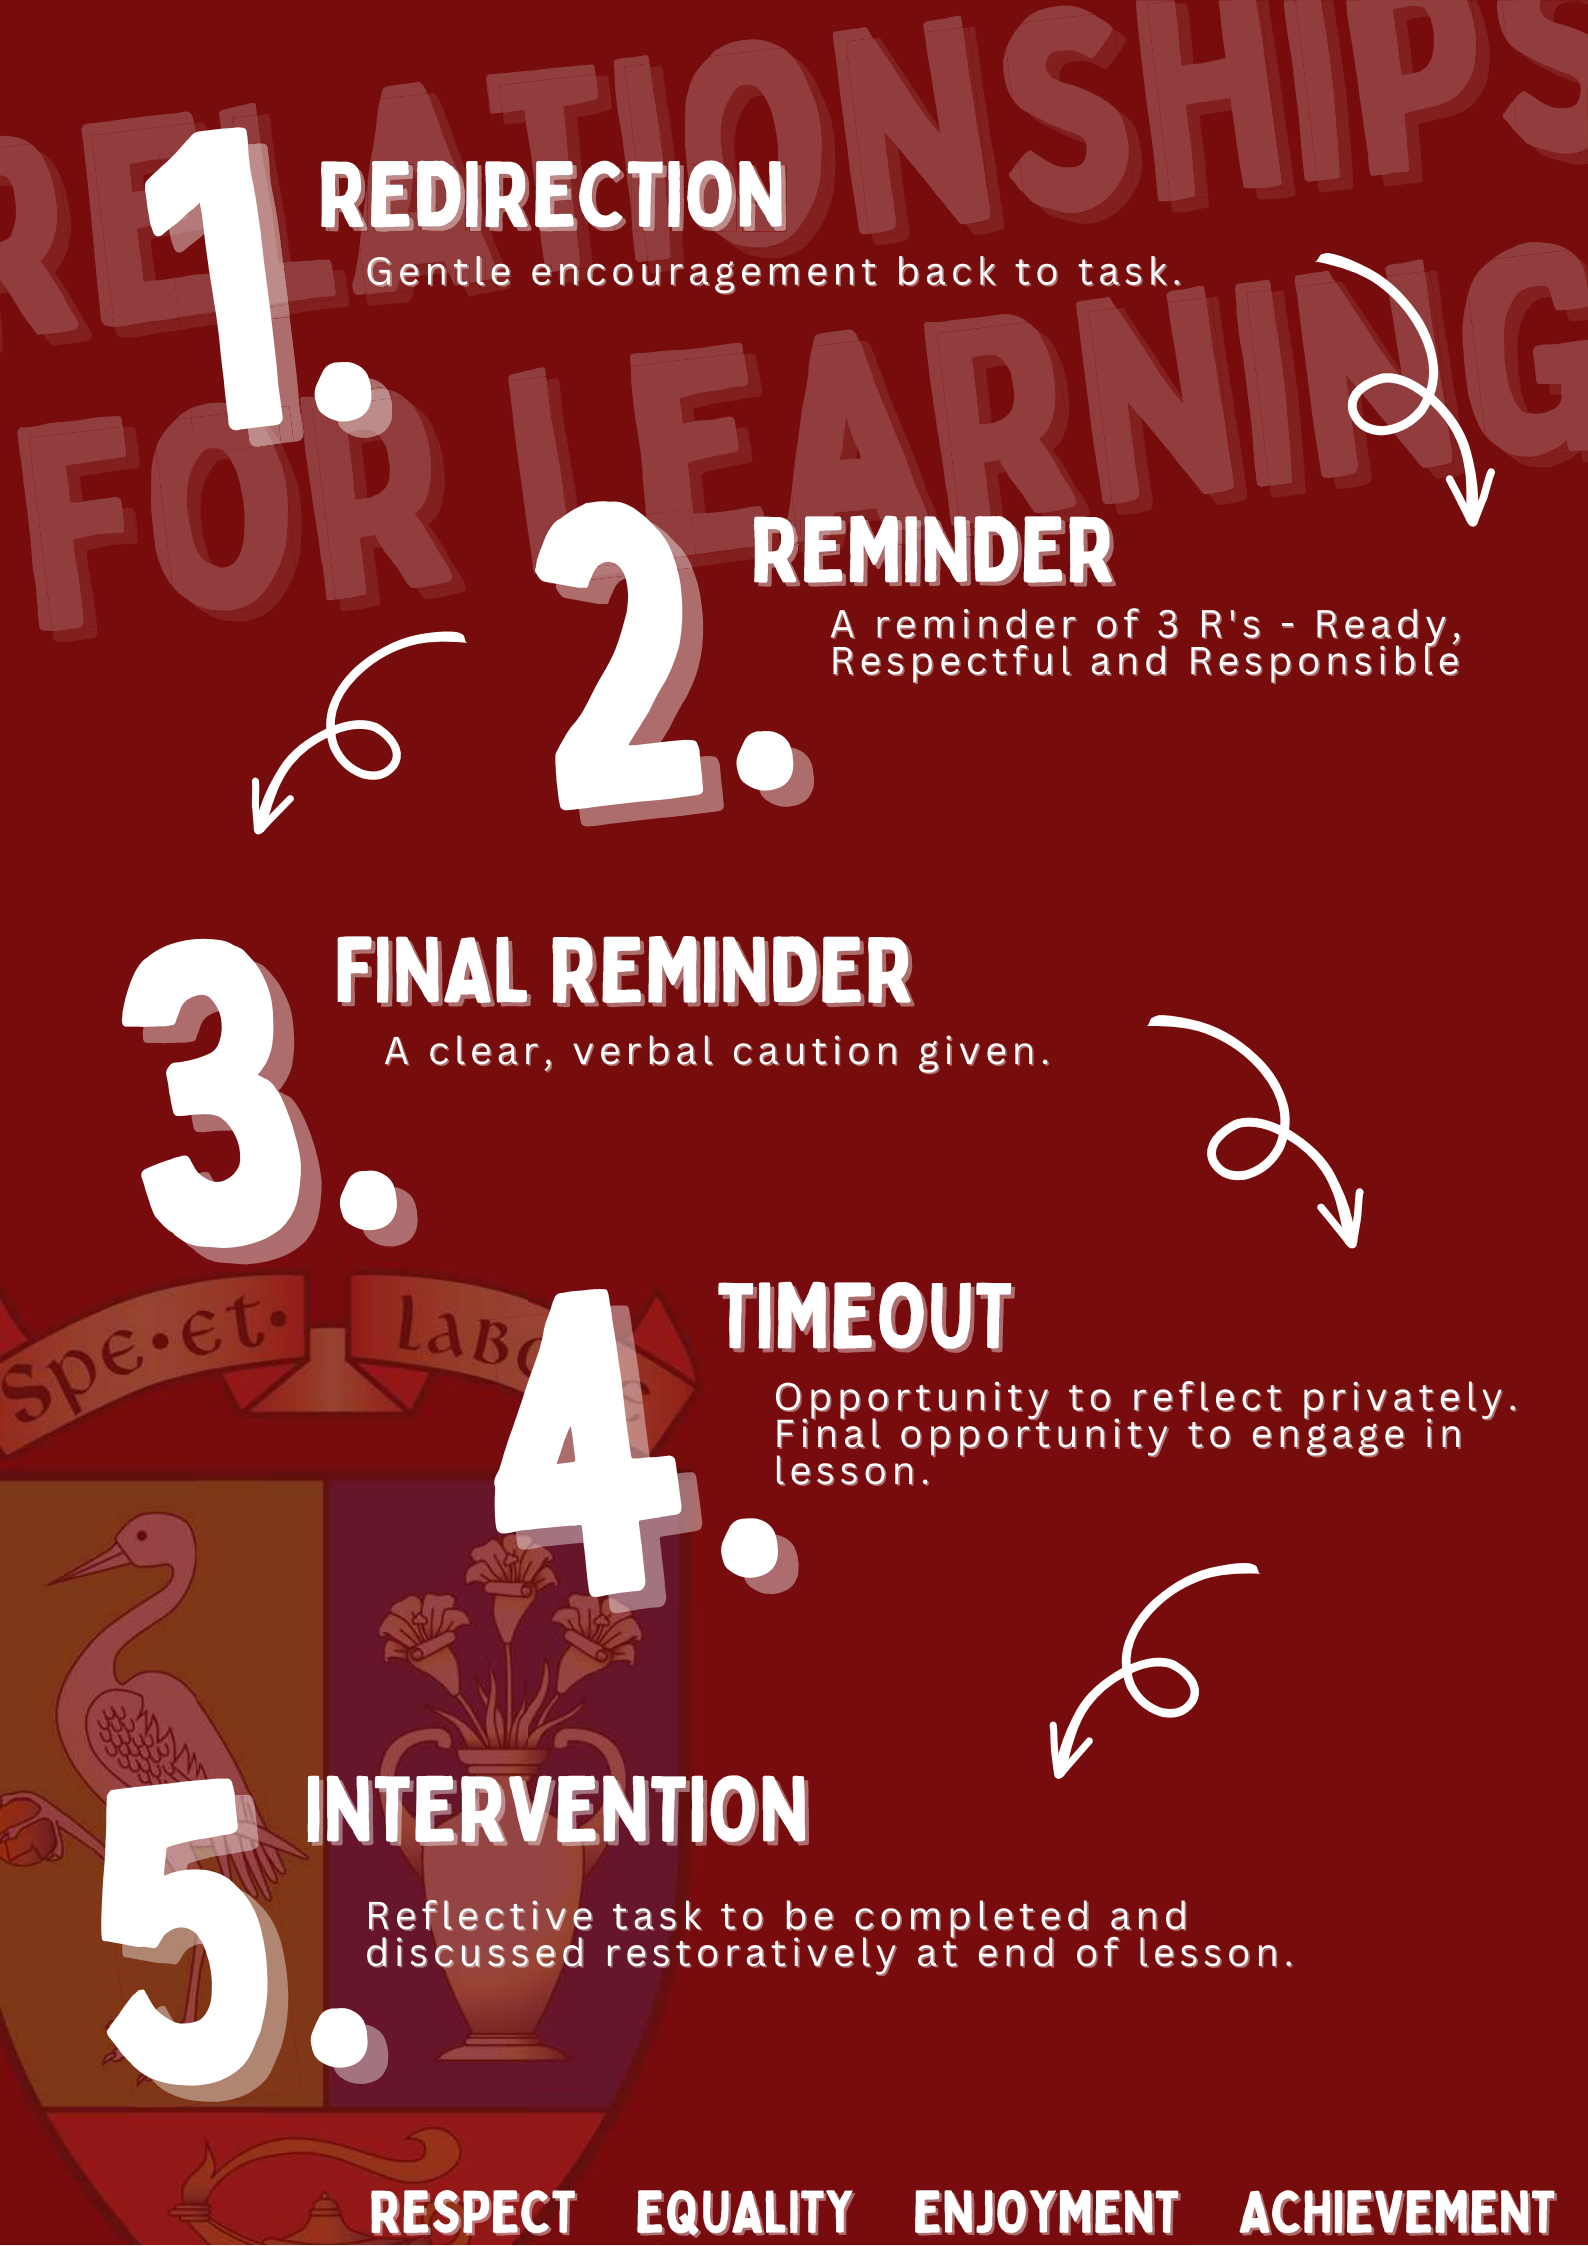 RELATIONSHIPS
FOR LEARNING
1.
REDIRECTION
Gentle encouragement back to task.
2.
REMINDER
A reminder of 3 R's - Ready,
Respectful and Responsible
3.
FINAL REMINDER
A clear, verbal caution given.
SPE·ET· LABO
4.
TIMEOUT
Opportunity to reflect privately.
Final opportunity to engage in
lesson.
5.
INTERVENTION
Reflective task to be completed and
discussed restoratively at end of lesson.
RESPECT EQUALITY ENJOYMENT ACHIEVEMENT